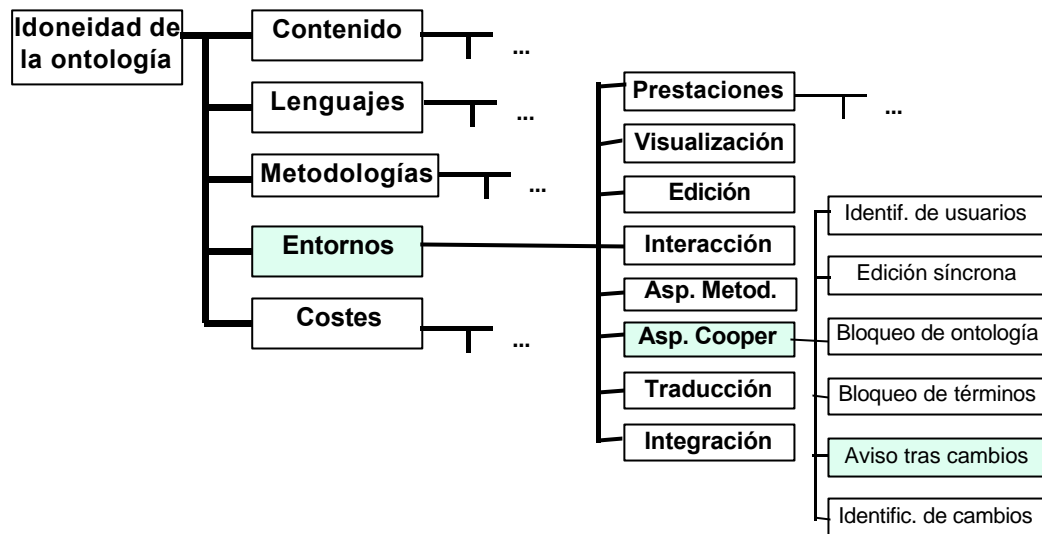 Idoneidad de
la ontología
Contenido
...
Lenguajes
...
Metodologías
...
Entornos
Costes
...
Prestaciones
...
Visualización
Edición
Interacción
Asp. Metod.
Asp. Cooper
Traducción
Integración
Identif. de usuarios
Edición síncrona
Bloqueo de ontología
Bloqueo de términos
Aviso tras cambios
Identific. de cambios